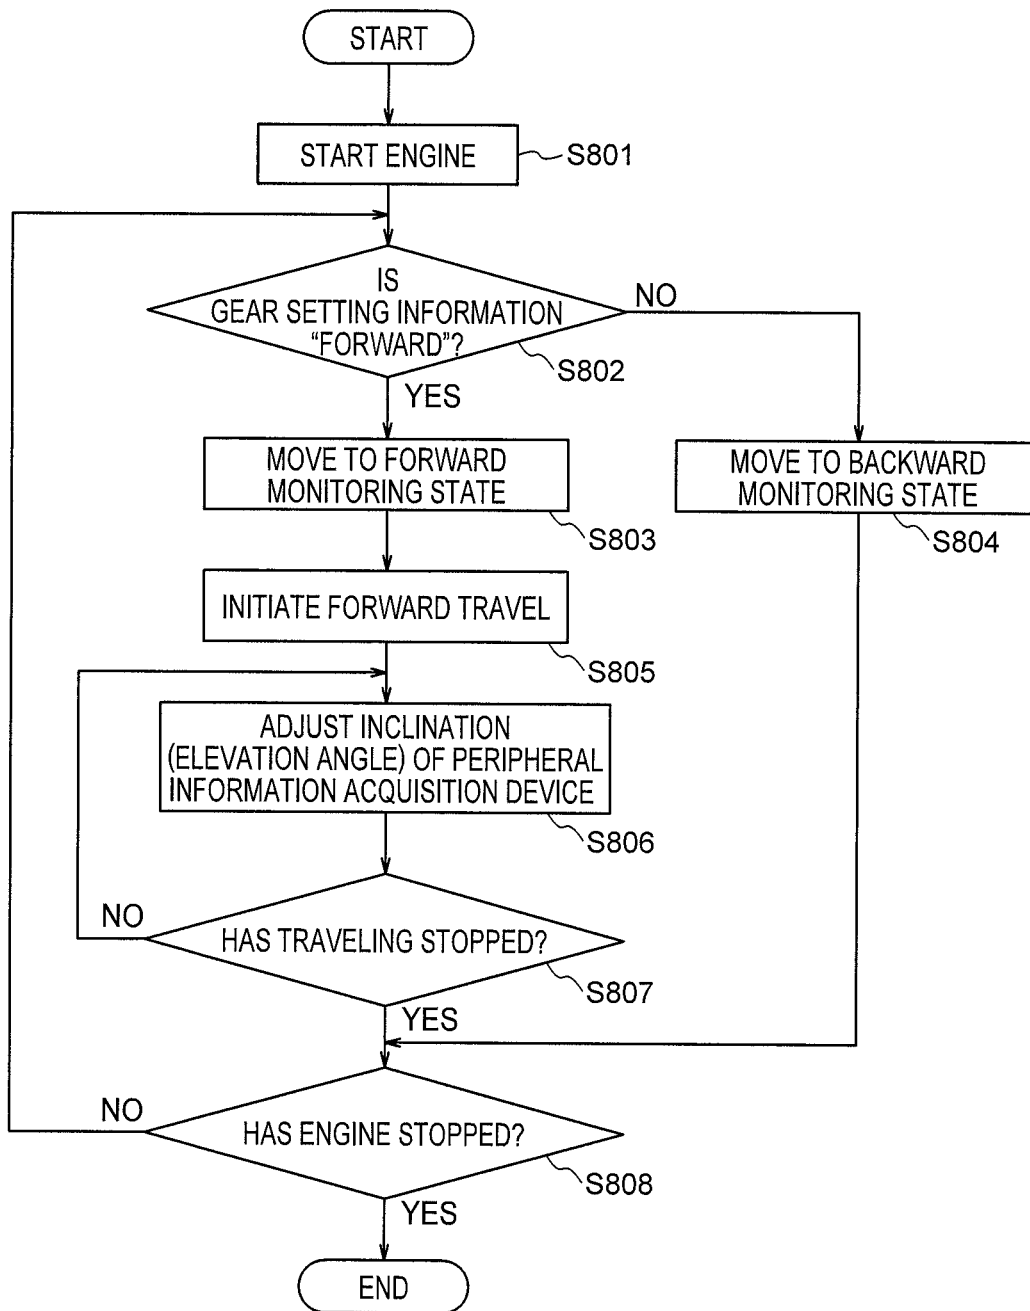 START
START ENGINE
S801
IS
GEAR SETTING INFORMATION
"FORWARD"?
S802
NO
YES
MOVE TO FORWARD
MONITORING STATE
S803
MOVE TO BACKWARD
MONITORING STATE
S804
INITIATE FORWARD TRAVEL
S805
ADJUST INCLINATION
(ELEVATION ANGLE) OF PERIPHERAL
INFORMATION ACQUISITION DEVICE
S806
NO
HAS TRAVELING STOPPED?
S807
YES
NO
HAS ENGINE STOPPED?
S808
YES
END